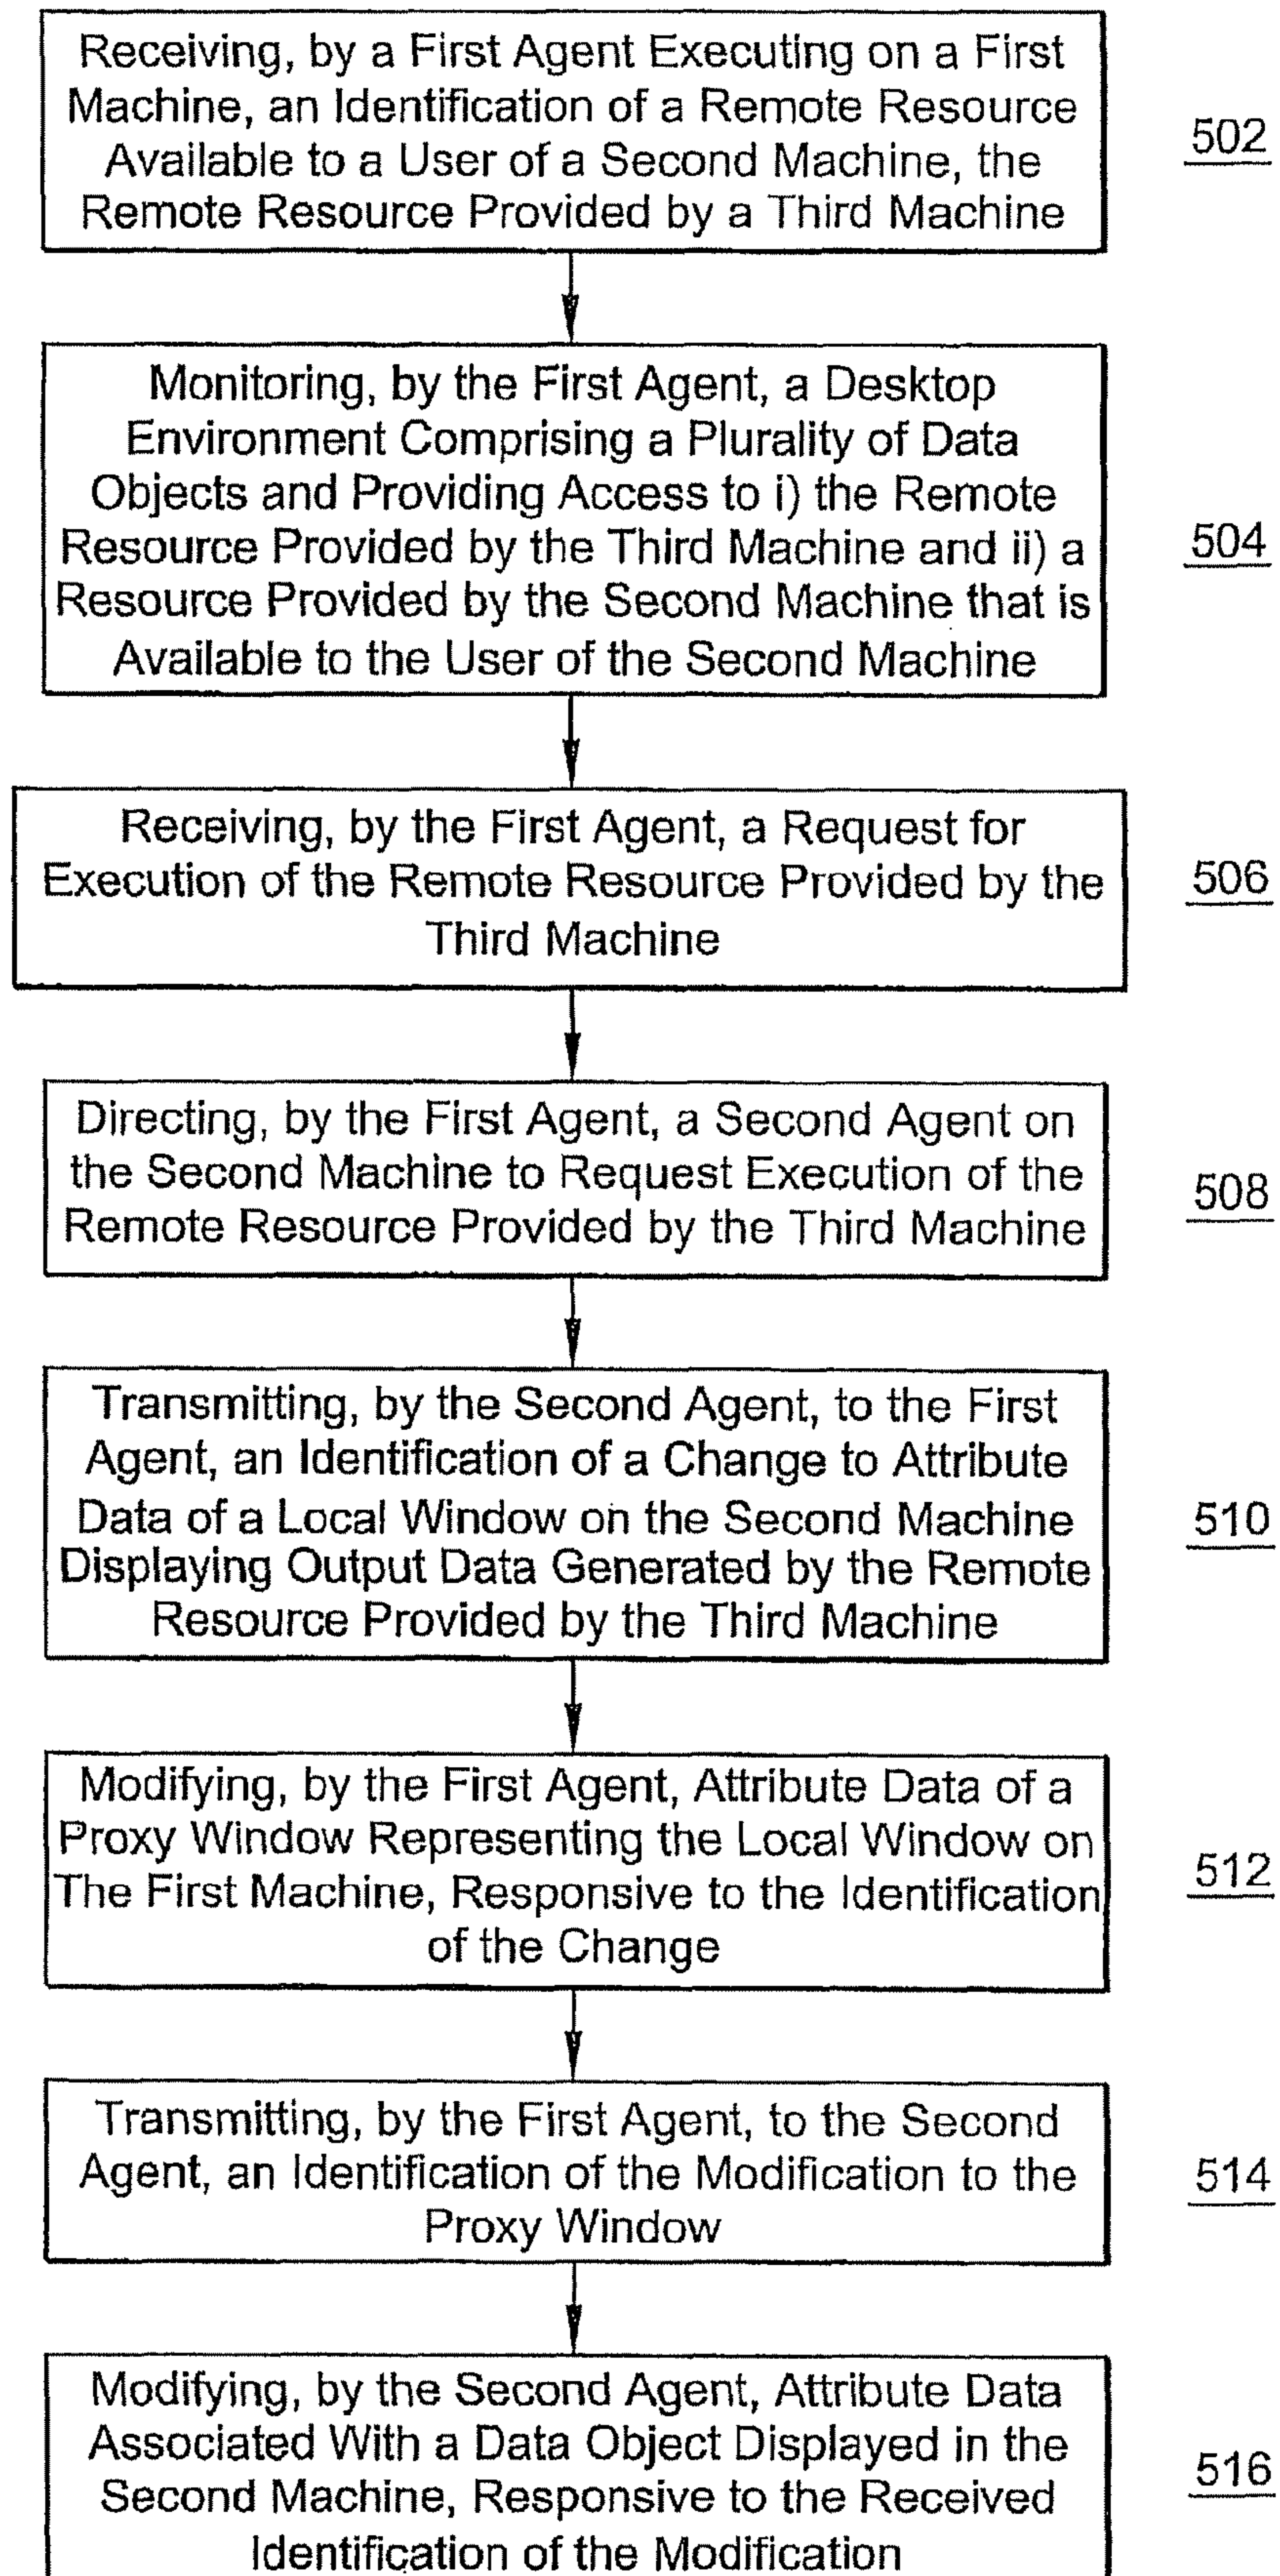 Receiving, by a First Agent Executing on a First
Machine, an Identification of a Remote Resource
Available to a User of a Second Machine, the
Remote Resource Provided by a Third Machine
502
Monitoring, by the First Agent, a Desktop
Environment Comprising a Plurality of Data
Objects and Providing Access to i) the Remote
Resource Provided by the Third Machine and ii) a
Resource Provided by the Second Machine that is
Available to the User of the Second Machine
504
Receiving, by the First Agent, a Request for
Execution of the Remote Resource Provided by the
Third Machine
506
Directing, by the First Agent, a Second Agent on
the Second Machine to Request Execution of the
Remote Resource Provided by the Third Machine
508
Transmitting, by the Second Agent, to the First
Agent, an Identification of a Change to Attribute
Data of a Local Window on the Second Machine
Displaying Output Data Generated by the Remote
Resource Provided by the Third Machine
510
Modifying, by the First Agent, Attribute Data of a
Proxy Window Representing the Local Window on
The First Machine, Responsive to the Identification
of the Change
512
Transmitting, by the First Agent, to the Second
Agent, an Identification of the Modification to the
Proxy Window
514
Modifying, by the Second Agent, Attribute Data
Associated With a Data Object Displayed in the
Second Machine, Responsive to the Received
Identification of the Modification
516